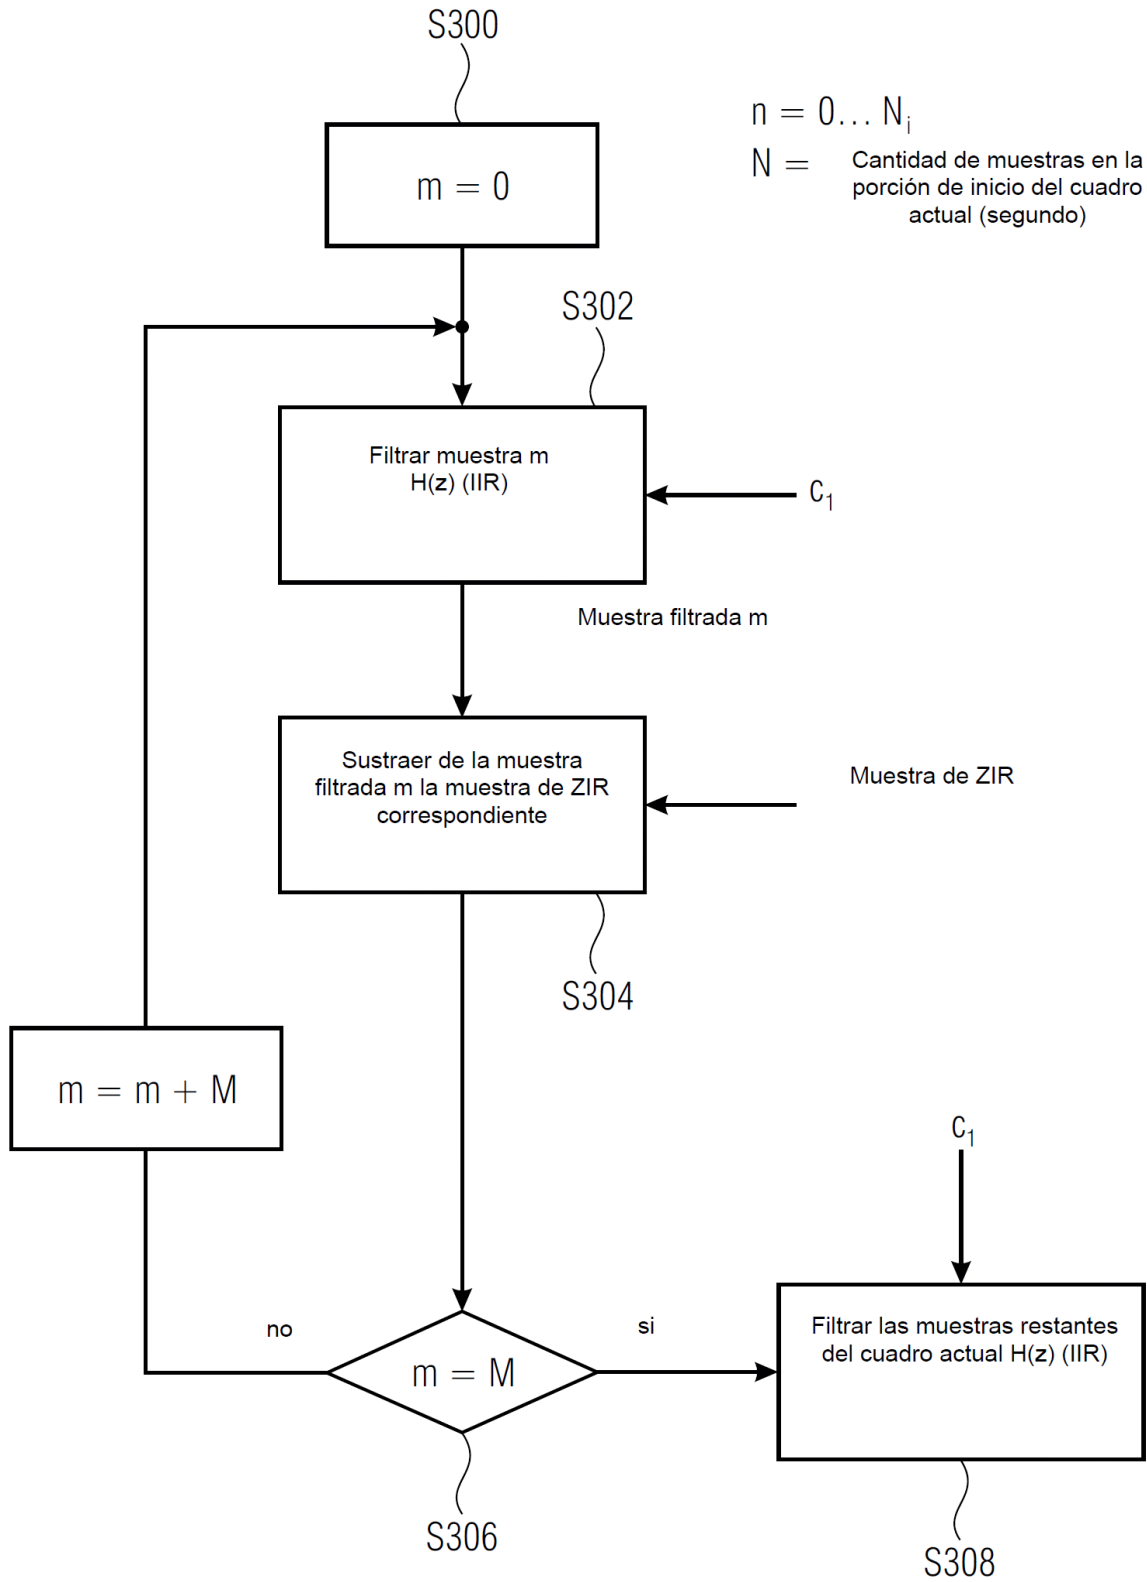 S300
n = 0... Nᵢ
m = 0
N = Cantidad de muestras en la
porción de inicio del cuadro
actual (segundo)
S302
Filtrar muestra m
H(z) (IIR)
C₁
Muestra filtrada m
Sustraer de la muestra
filtrada m la muestra de ZIR
correspondiente
Muestra de ZIR
S304
m = m + M
C₁
no
si
m = M
Filtrar las muestras restantes
del cuadro actual H(z) (IIR)
S306
S308